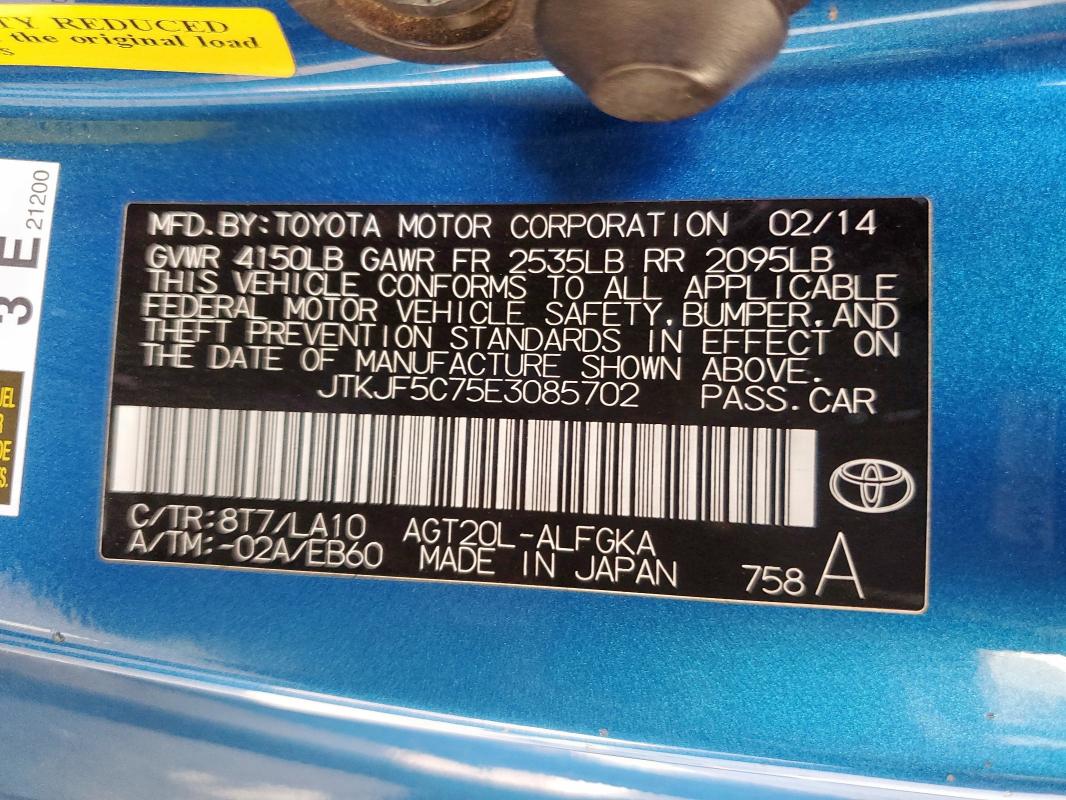 TY REDUCED
the original load
s
3 E
21200
UEL
R
DE
S.
MFD.BY:TOYOTA MOTOR CORPORATION 02/14
GVWR 4150LB GAWR FR 2535LB RR 2095LB
THIS VEHICLE CONFORMS TO ALL APPLICABLE
FEDERAL MOTOR VEHICLE SAFETY,BUMPER,AND
THEFT PREVENTION STANDARDS IN EFFECT ON
THE DATE OF MANUFACTURE SHOWN ABOVE.
JTKJF5C75E3085702 PASS.CAR
C/TR:8T7/LA10 AGT20L-ALFGKA
A/TM:-02A/EB60 MADE IN JAPAN 758 A